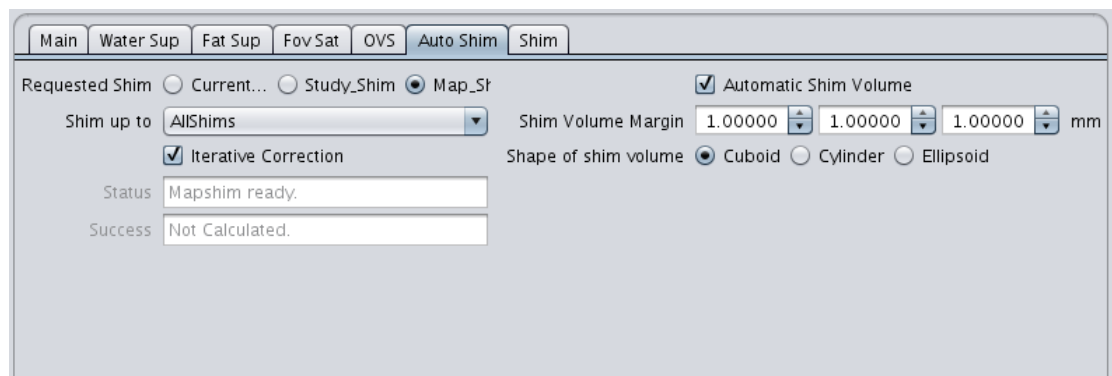 Main Water Sup Fat Sup Fov Sat OVS Auto Shim Shim
Requested Shim Current... Study_Shim Map_Sh Automatic Shim Volume
Shim up to AllShims Shim Volume Margin 1.00000 1.00000 1.00000 mm
Iterative Correction Shape of shim volume Cuboid Cylinder Ellipsoid
Status Mapshim ready.
Success Not Calculated.